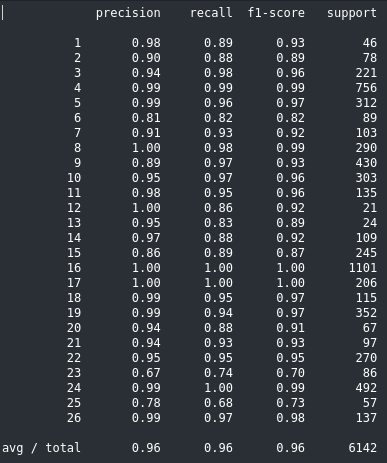 precision recall f1-score support
1 0.98 0.89 0.93 46
2 0.90 0.88 0.89 78
3 0.94 0.98 0.96 221
4 0.99 0.99 0.99 756
5 0.99 0.96 0.97 312
6 0.81 0.82 0.82 89
7 0.91 0.93 0.92 103
8 1.00 0.98 0.99 290
9 0.89 0.97 0.93 430
10 0.95 0.97 0.96 303
11 0.98 0.95 0.96 135
12 1.00 0.86 0.92 21
13 0.95 0.83 0.89 24
14 0.97 0.88 0.92 109
15 0.86 0.89 0.87 245
16 1.00 1.00 1.00 1101
17 1.00 1.00 1.00 206
18 0.99 0.95 0.97 115
19 0.99 0.94 0.97 352
20 0.94 0.88 0.91 67
21 0.94 0.93 0.93 97
22 0.95 0.95 0.95 270
23 0.67 0.74 0.70 86
24 0.99 1.00 0.99 492
25 0.78 0.68 0.73 57
26 0.99 0.97 0.98 137
avg / total 0.96 0.96 0.96 6142